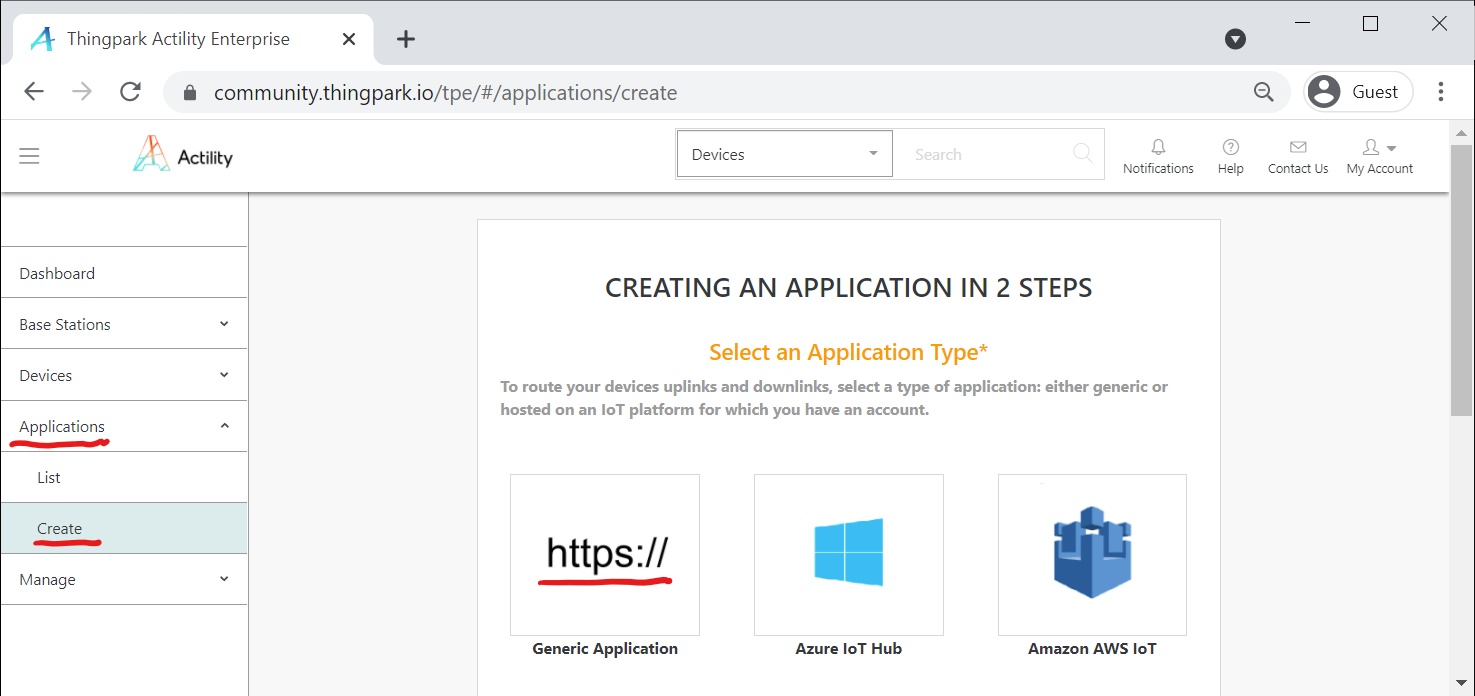 Thingpark Actility Enterprise
community.thingpark.io/tpe/#/applications/create
Guest
Actility
Devices
Search
Notifications
Help
Contact Us
My Account
Dashboard
Base Stations
Devices
Applications
List
Create
Manage
CREATING AN APPLICATION IN 2 STEPS
Select an Application Type*
To route your devices uplinks and downlinks, select a type of application: either generic or
hosted on an IoT platform for which you have an account.
https://
Generic Application
Azure IoT Hub
Amazon AWS IoT